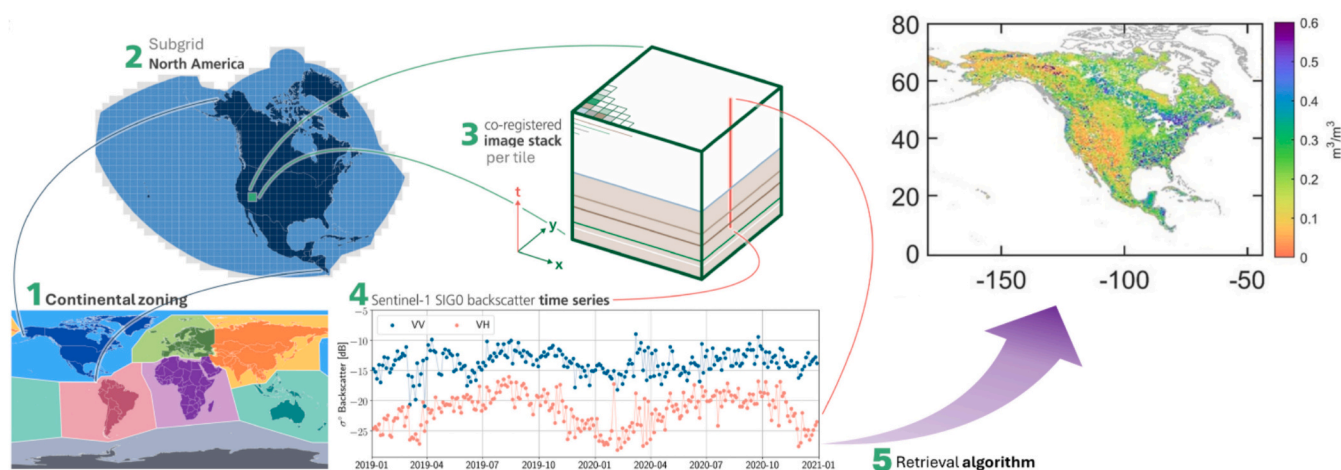 2 Subgrid
North America
3 co-registered
image stack
per tile
t
y
x
1 Continental zoning
4 Sentinel-1 SIG0 backscatter time series
VV
VH
σ° Backscatter [dB]
−5
−10
−15
−20
−25
2019-01
2019-04
2019-07
2019-10
2020-01
2020-04
2020-07
2020-10
2021-01
5 Retrieval algorithm
80
60
40
20
0
-150
-100
-50
0.6
0.5
0.4
0.3
0.2
0.1
0
m³/m³